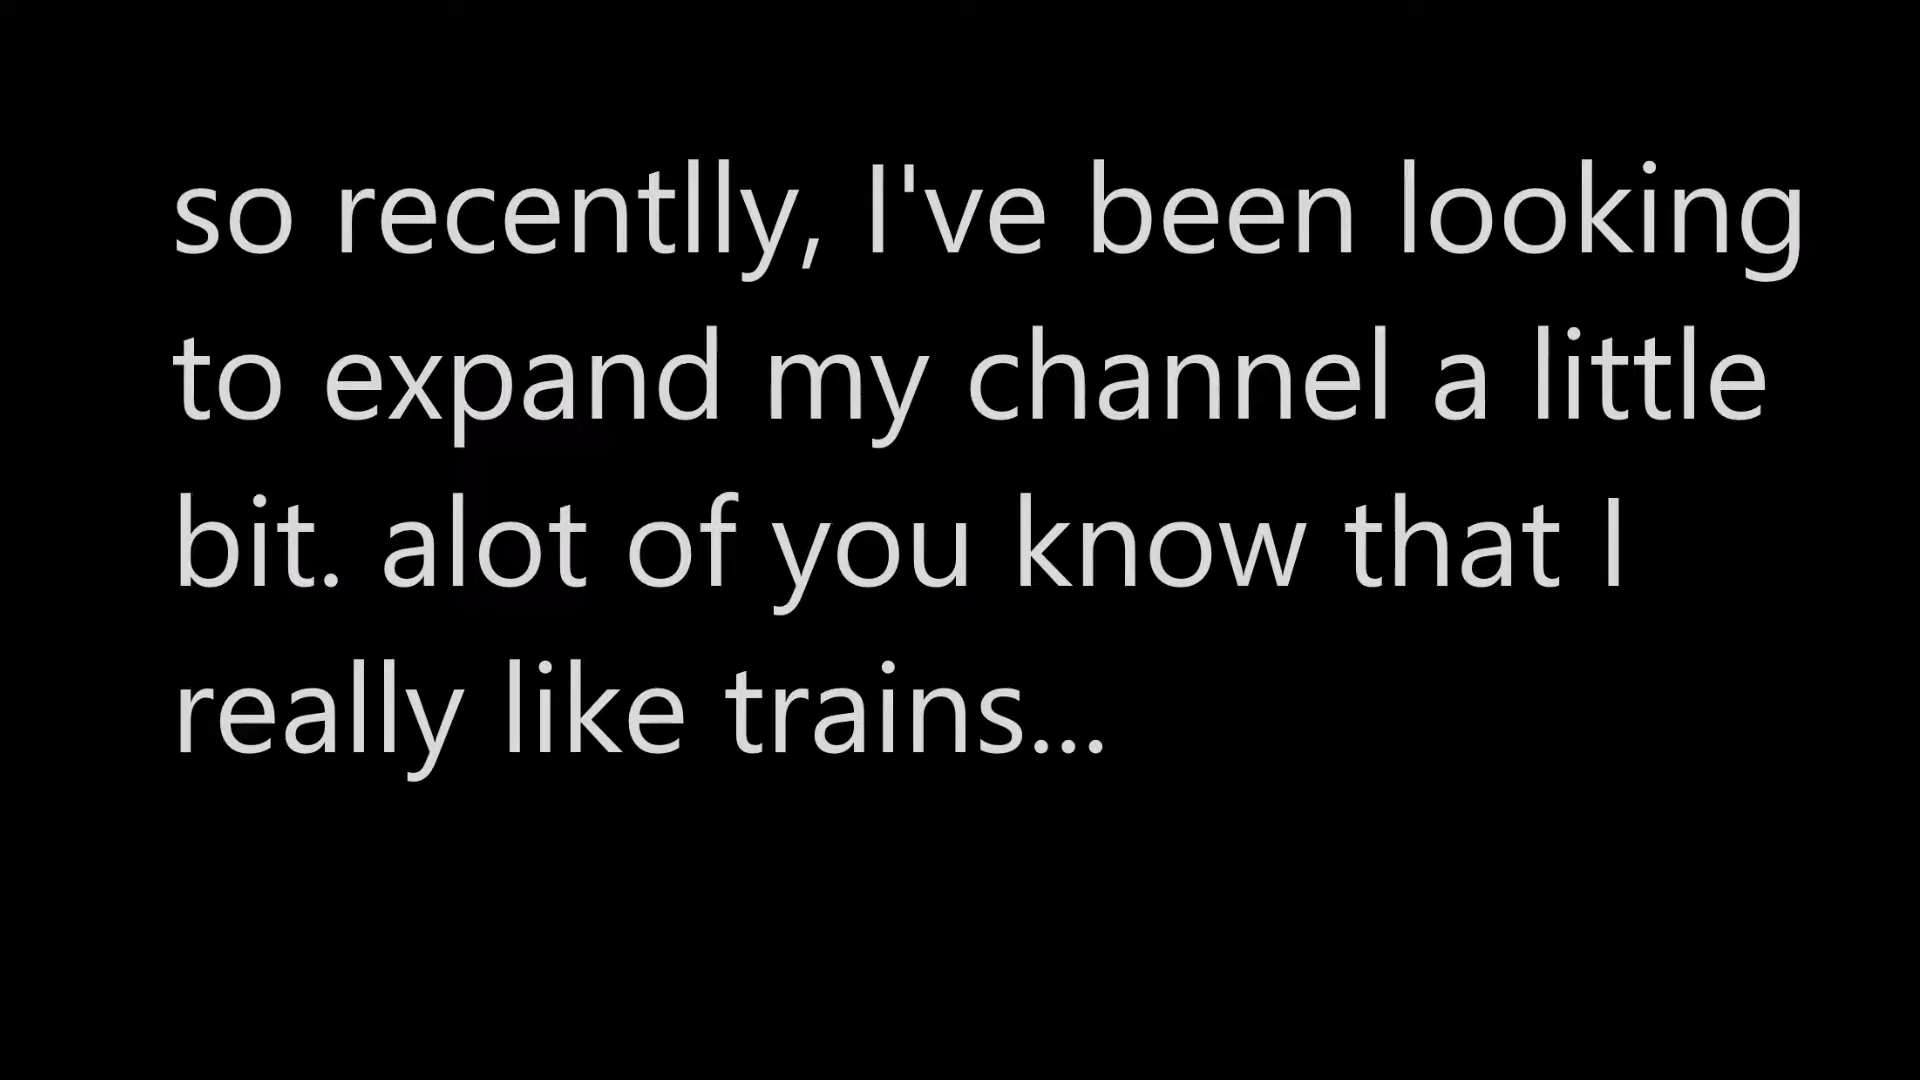 so recentlly, I've been looking
to expand my channel a little
bit. alot of you know that I
really like trains...